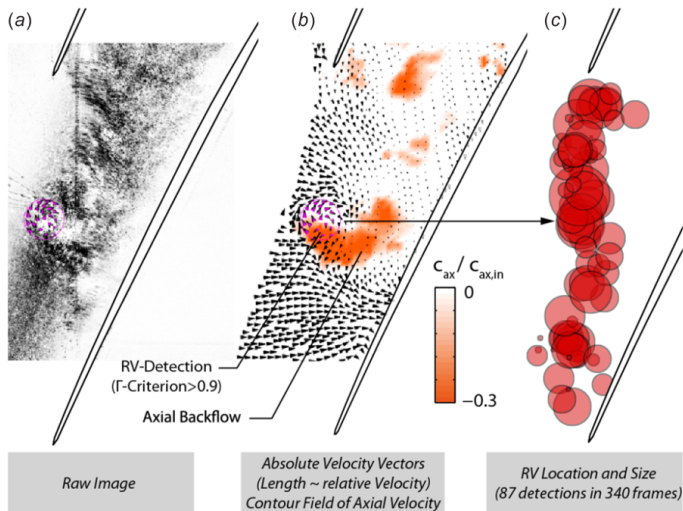 (a)
(b)
(c)
c_ax / c_ax,in
0
−0.3
RV-Detection
(Γ-Criterion>0.9)
Axial Backflow
Raw Image
Absolute Velocity Vectors
(Length ~ relative Velocity)
Contour Field of Axial Velocity
RV Location and Size
(87 detections in 340 frames)